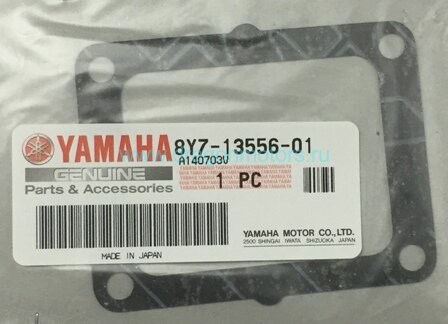 YAMAHA 8Y7-13556-01
A140703V
GENUINE
Parts & Accessories
1 PC
YAMAHA MOTOR CO.,LTD.
2500 SHINGAI IWATA SHIZUOKA JAPAN
MADE IN JAPAN